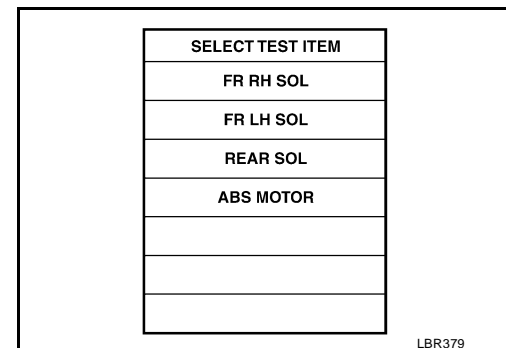 SELECT TEST ITEM
FR RH SOL
FR LH SOL
REAR SOL
ABS MOTOR
LBR379